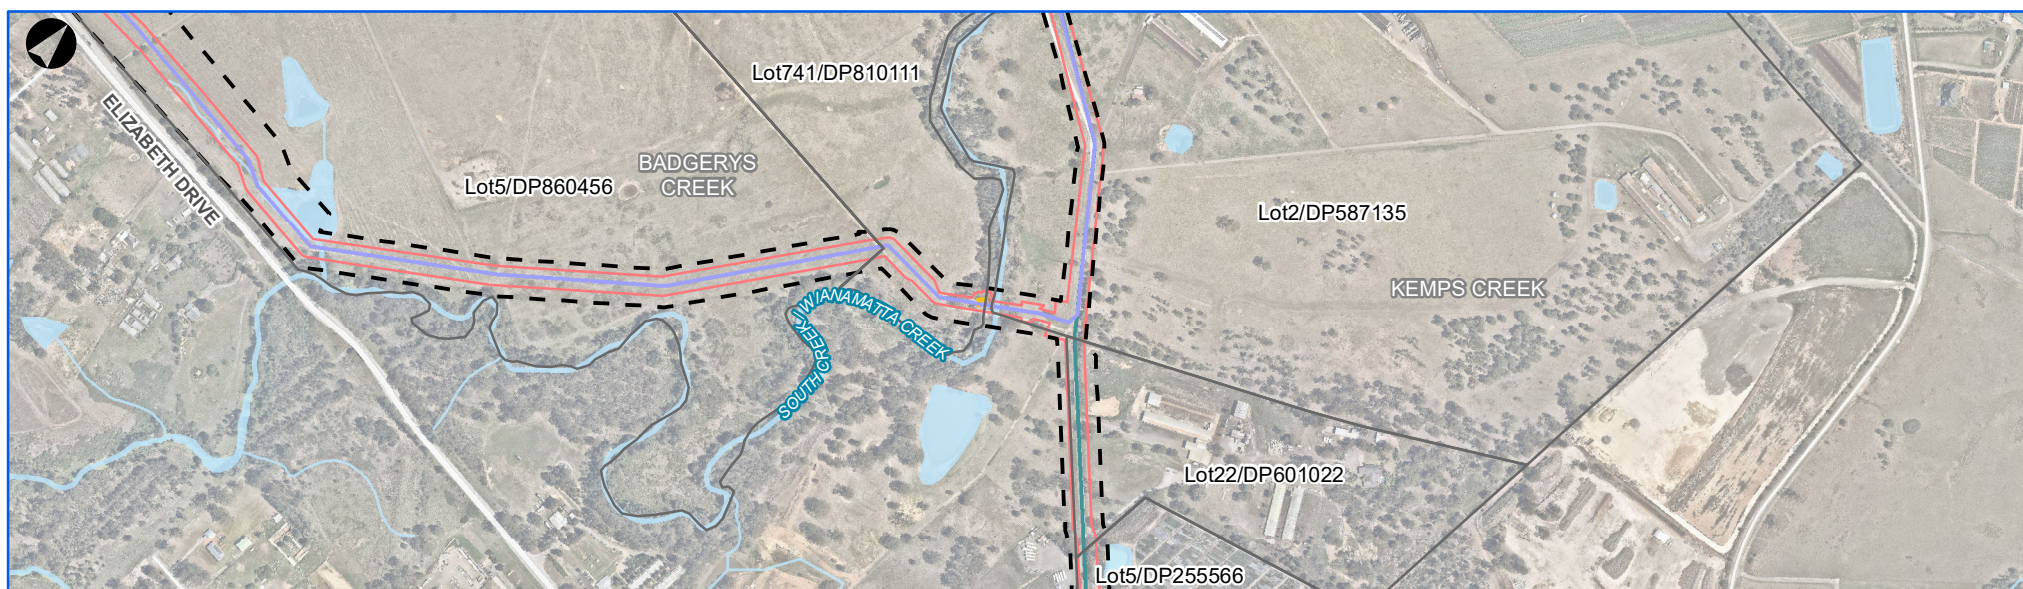 Lot741/DP810111
BADGERYS
CREEK
Lot5/DP860456
ELIZABETH DRIVE
Lot2/DP587135
KEMPS CREEK
SOUTH CREEK / WIANAMATTA CREEK
Lot22/DP601022
Lot5/DP255566